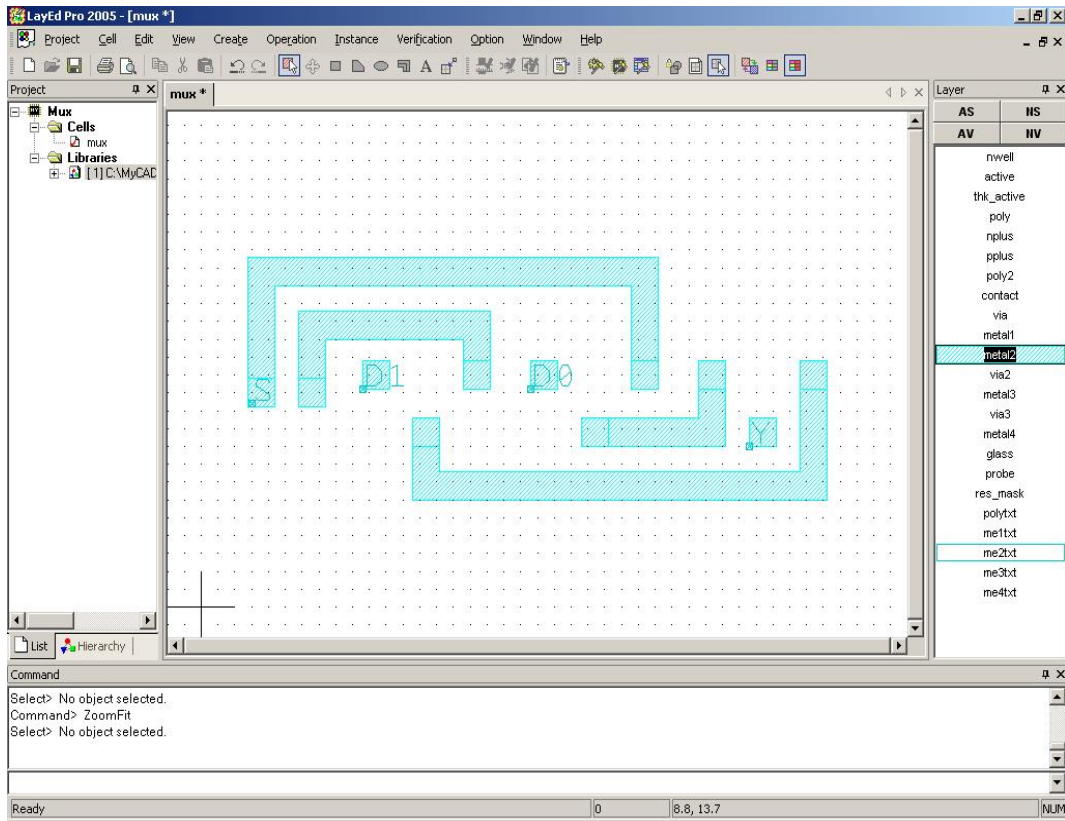 LayEd Pro 2005 - [mux *]
Project Cell Edit View Create Operation Instance Verification Option Window Help
Project
mux *
Layer
Mux
Cells
mux
Libraries
[1] C:\MyCAD
AS NS
AV NV
nwell
active
thk_active
poly
nplus
pplus
poly2
contact
via
metal1
metal2
via2
metal3
via3
metal4
glass
probe
res_mask
polytxt
me1txt
me2txt
me3txt
me4txt
S D1 D0 Y
List Hierarchy
Command
Select> No object selected.
Command> ZoomFit
Select> No object selected.
Ready 0 8.8, 13.7 NUM